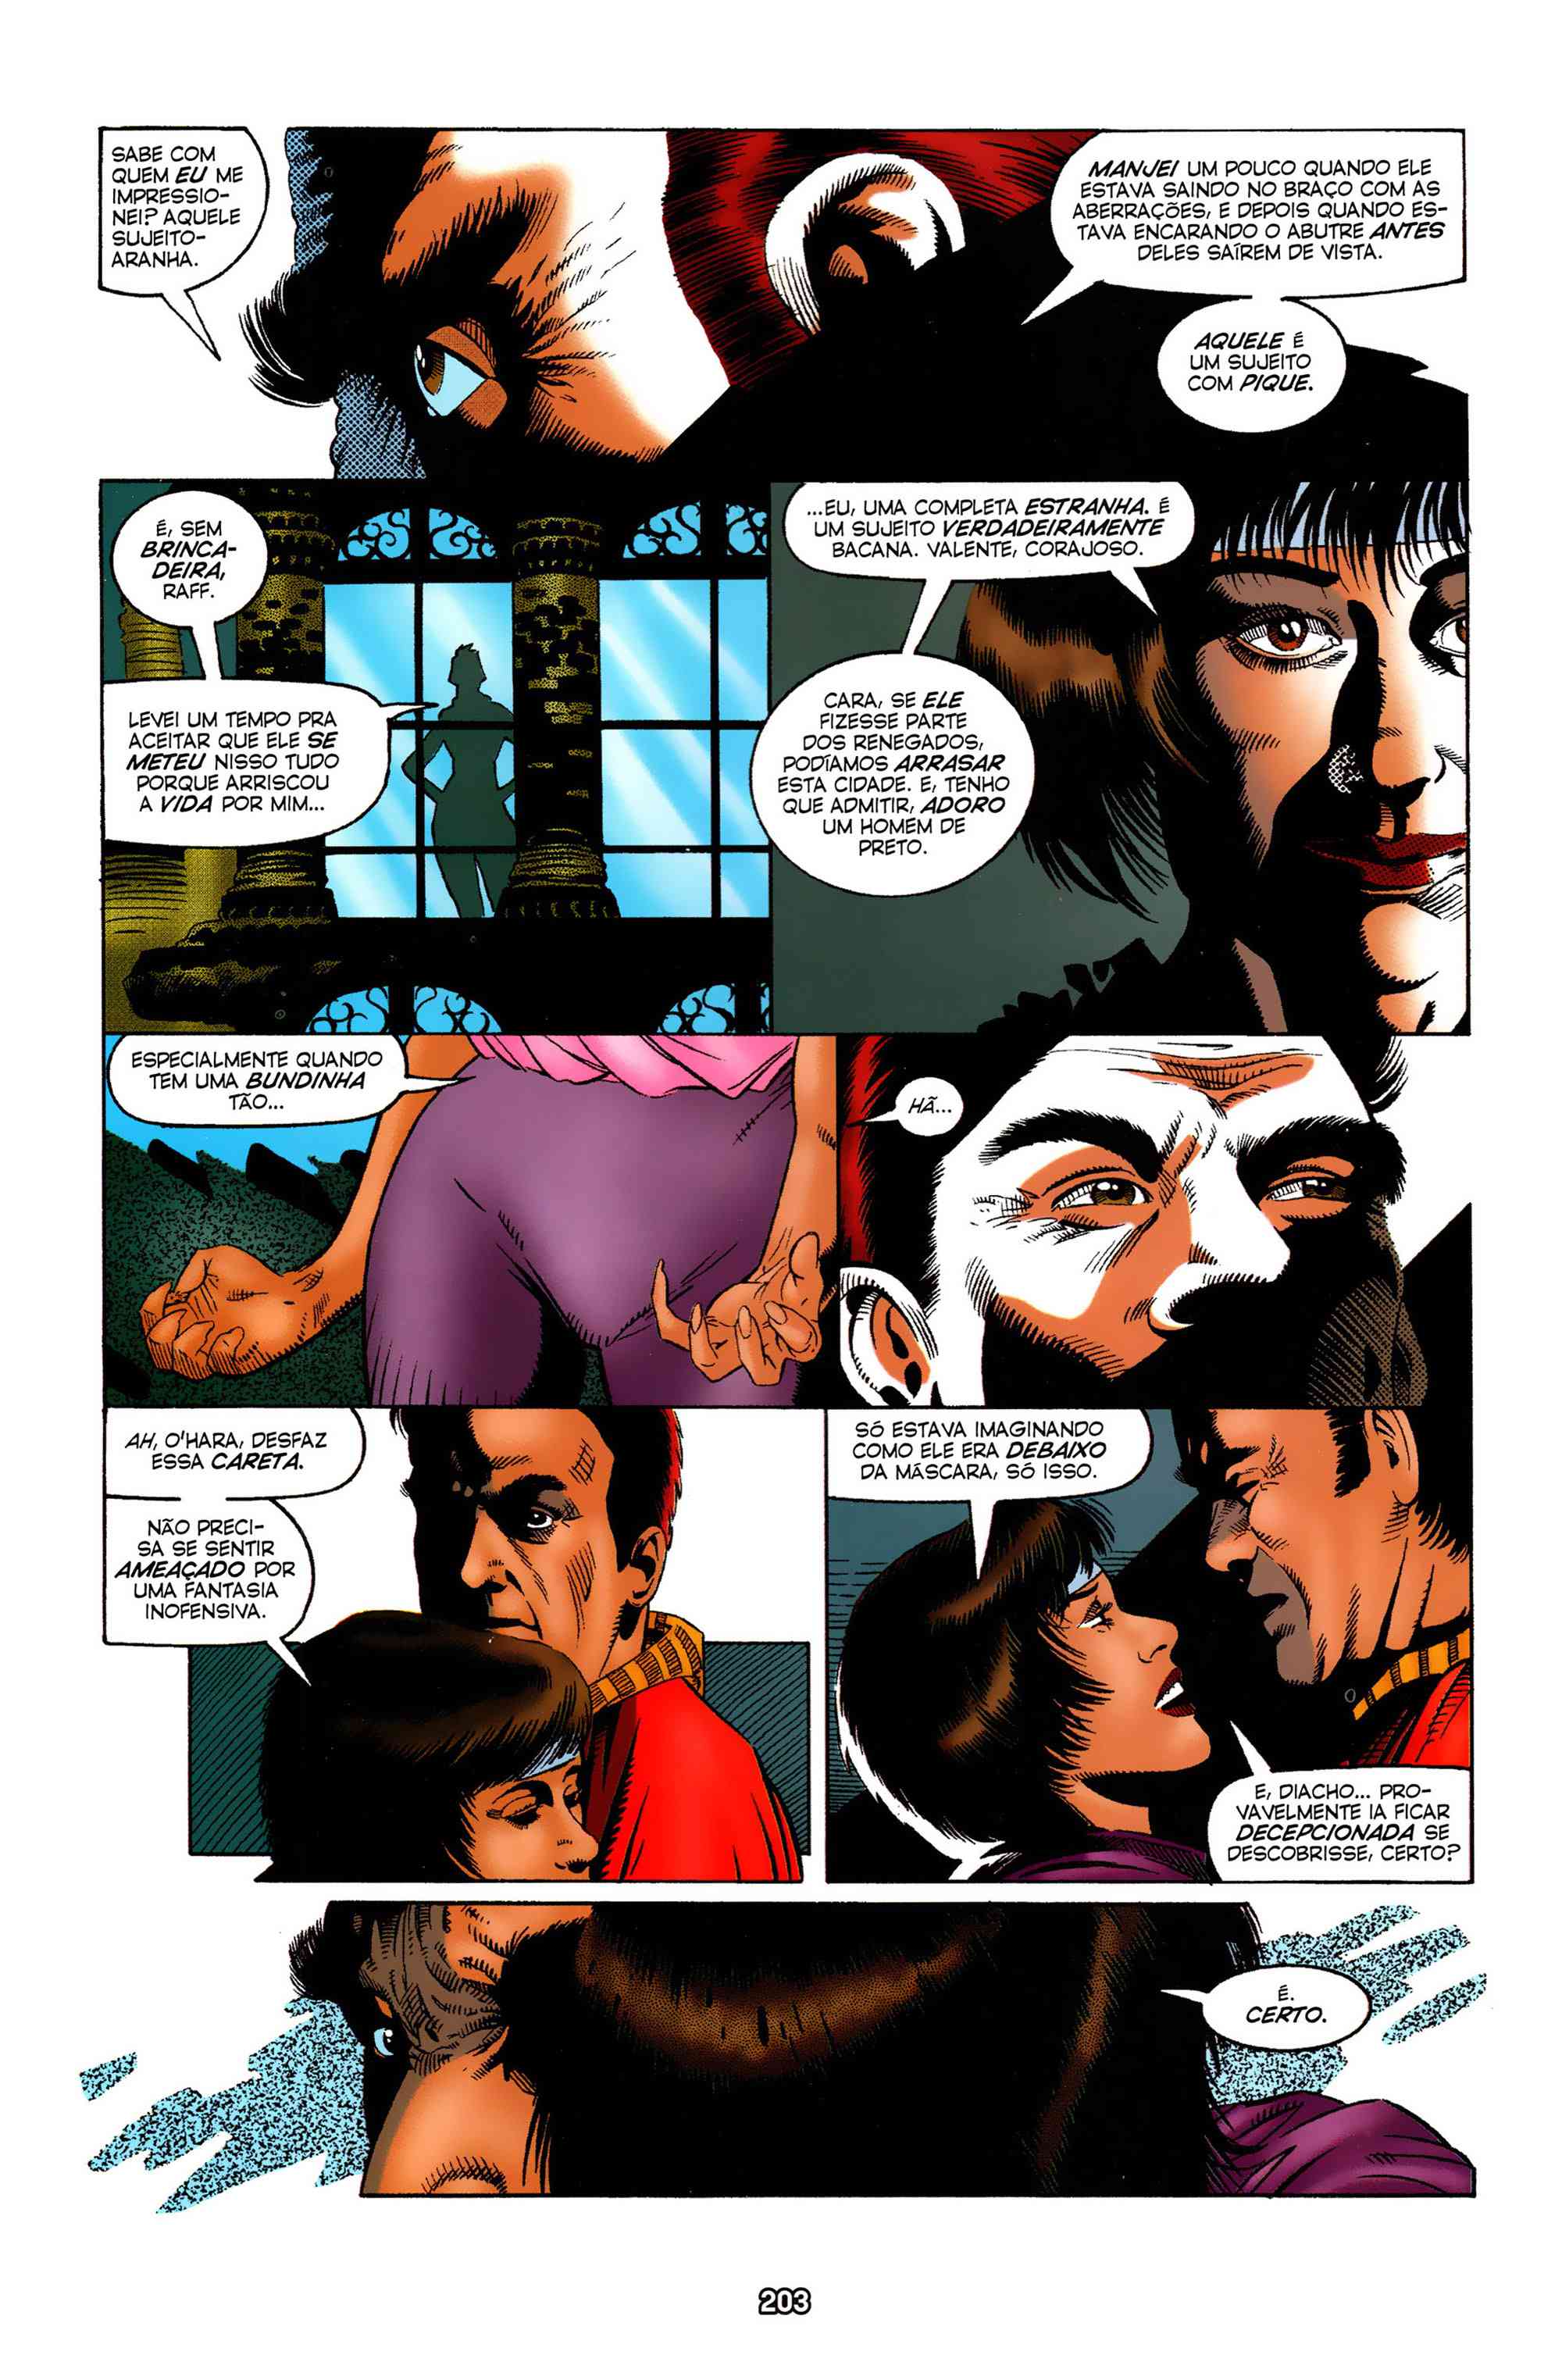 SABE COM
QUEM EU ME
IMPRESSIO-
NEI? AQUELE
SUJEITO-
ARANHA.
MANJEI UM POUCO QUANDO ELE
ESTAVA SAINDO NO BRAÇO COM AS
ABERRAÇÕES, E DEPOIS QUANDO ES-
TAVA ENCARANDO O ABUTRE ANTES
DELES SAÍREM DE VISTA.
AQUELE É
UM SUJEITO
COM PIQUE.
É, SEM
BRINCA-
DEIRA,
RAFF.
LEVEI UM TEMPO PRA
ACEITAR QUE ELE SE
METEU NISSO TUDO
PORQUE ARRISCOU
A VIDA POR MIM...
...EU, UMA COMPLETA ESTRANHA. É
UM SUJEITO VERDADEIRAMENTE
BACANA. VALENTE, CORAJOSO.
CARA, SE ELE
FIZESSE PARTE
DOS RENEGADOS,
PODÍAMOS ARRASAR
ESTA CIDADE. E, TENHO
QUE ADMITIR, ADORO
UM HOMEM DE
PRETO.
ESPECIALMENTE QUANDO
TEM UMA BUNDINHA
TÃO...
HÃ...
AH, O'HARA, DESFAZ
ESSA CARETA.
NÃO PRECI-
SA SE SENTIR
AMEAÇADO POR
UMA FANTASIA
INOFENSIVA.
SÓ ESTAVA IMAGINANDO
COMO ELE ERA DEBAIXO
DA MÁSCARA, SÓ ISSO.
E, DIACHO... PRO-
VAVELMENTE IA FICAR
DECEPCIONADA SE
DESCOBRISSE, CERTO?
É.
CERTO.
203